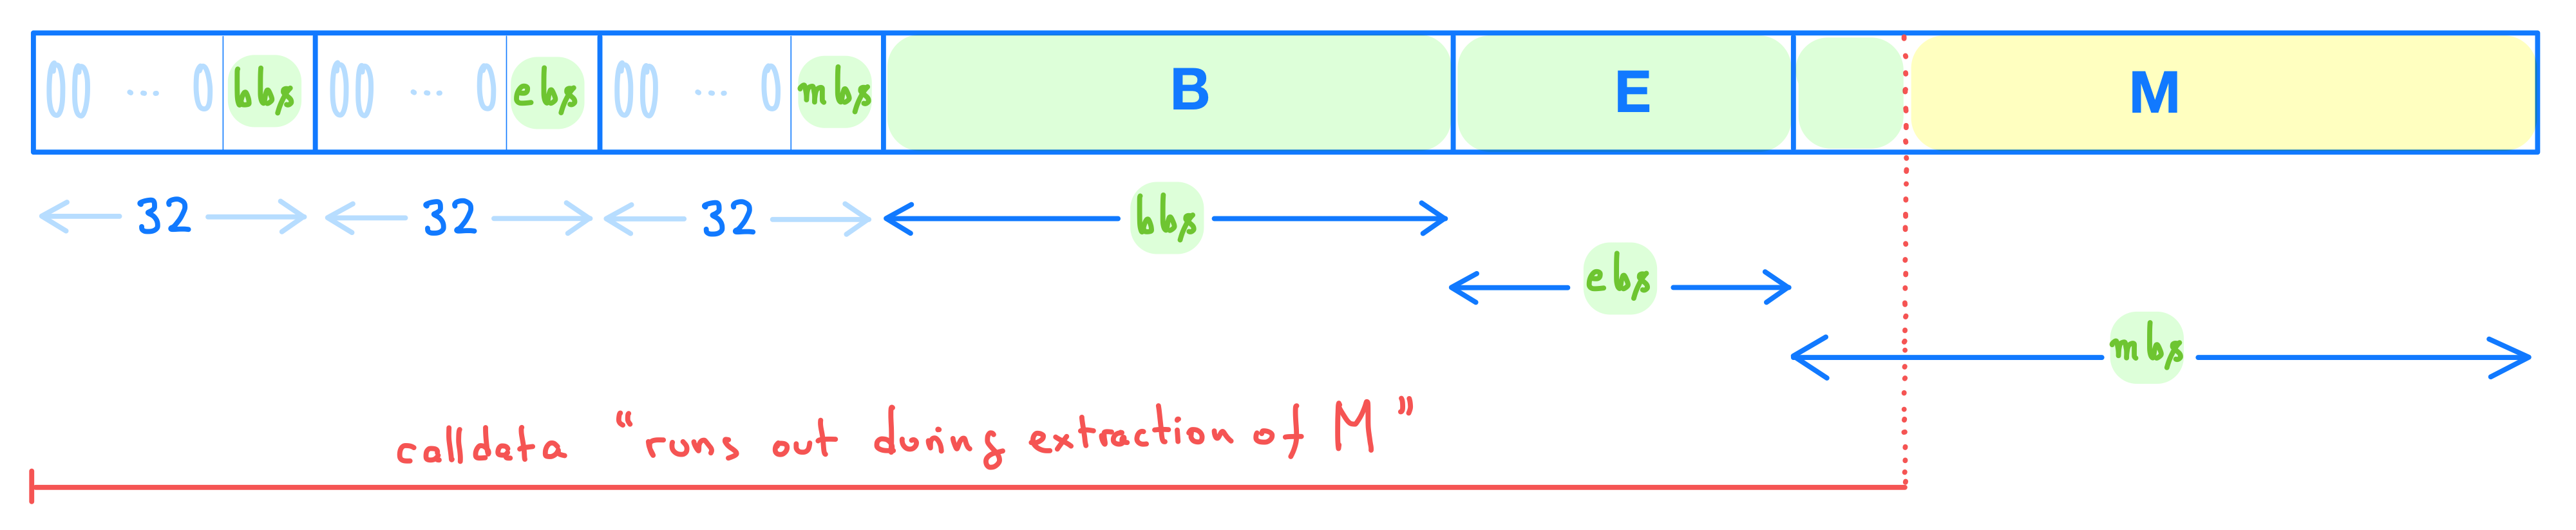 00 ... 0 bbs 00 ... 0 ebs 00 ... 0 mbs B E M
32 32 32 bbs
ebs
mbs
calldata "runs out during extraction of M"